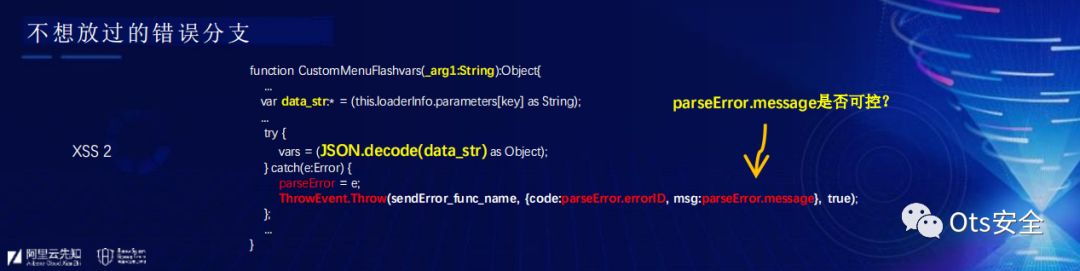 不想放过的错误分支
function CustomMenuFlashvars(_arg1:String):Object{
...
var data_str:* = (this.loaderInfo.parameters[key] as String);
...
try {
vars = (JSON.decode(data_str) as Object);
} catch(e:Error) {
parseError = e;
ThrowEvent.Throw(sendError_func_name, {code:parseError.errorID, msg:parseError.message}, true);
};
...
}
XSS 2
parseError.message是否可控?
阿里云先知
Ots安全